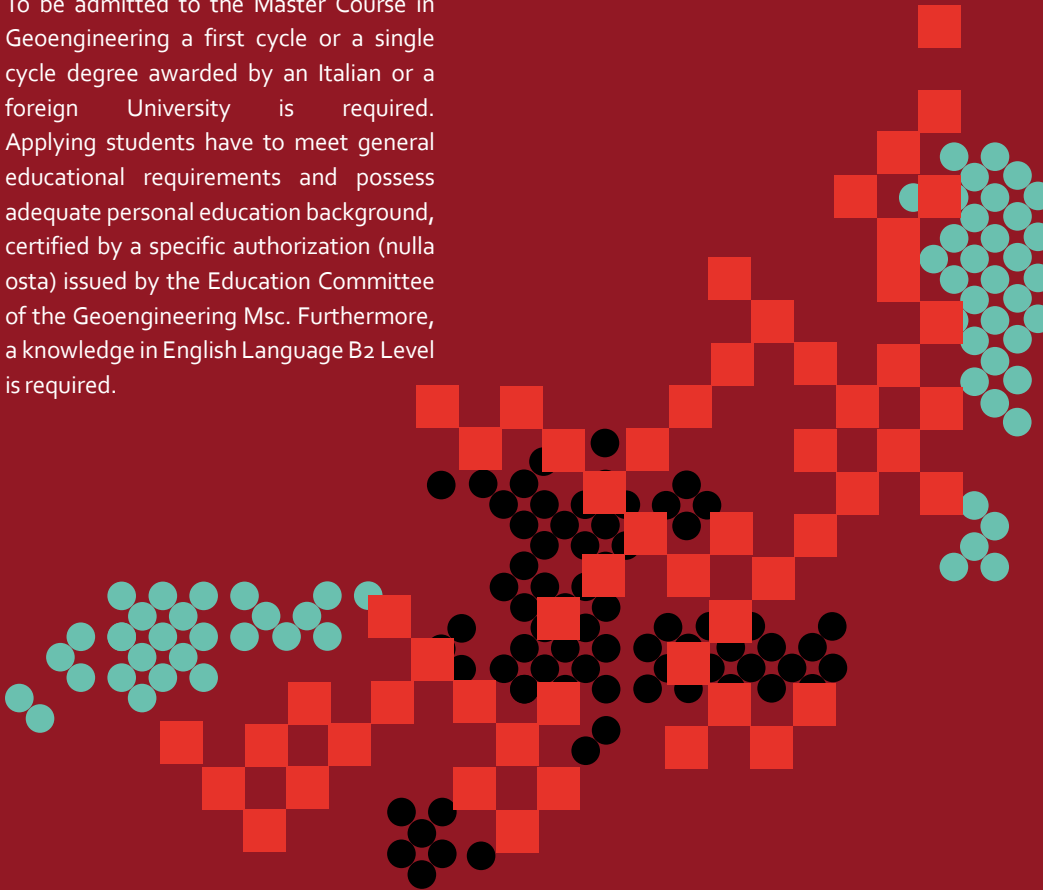 To be admitted to the Master Course in
Geoengineering a first cycle or a single
cycle degree awarded by an Italian or a
foreign University is required.
Applying students have to meet general
educational requirements and possess
adequate personal education background,
certified by a specific authorization (nulla
osta) issued by the Education Committee
of the Geoengineering Msc. Furthermore,
a knowledge in English Language B2 Level
is required.